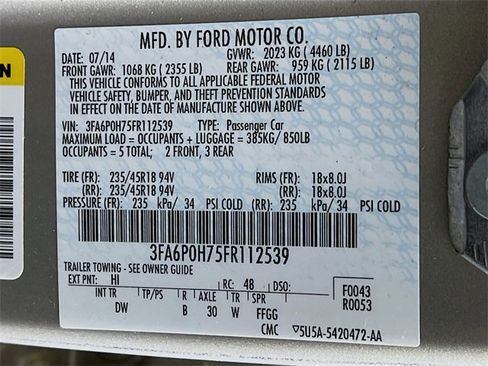 MFD. BY FORD MOTOR CO.
DATE: 07/14 GVWR: 2023 KG ( 4460 LB)
FRONT GAWR: 1068 KG ( 2355 LB) REAR GAWR: 959 KG ( 2115 LB)
THIS VEHICLE CONFORMS TO ALL APPLICABLE FEDERAL MOTOR
VEHICLE SAFETY, BUMPER, AND THEFT PREVENTION STANDARDS
IN EFFECT ON THE DATE OF MANUFACTURE SHOWN ABOVE.
VIN: 3FA6P0H75FR112539 TYPE: Passenger Car
MAXIMUM LOAD = OCCUPANTS + LUGGAGE = 385KG/ 850LB
OCCUPANTS = 5 TOTAL; 2 FRONT, 3 REAR
TIRE (FR): 235/45R18 94V RIMS (FR): 18x8.0J
(RR): 235/45R18 94V (RR): 18x8.0J
PRESSURE (FR): 235 kPa/ 34 PSI COLD (RR): 235 kPa/ 34 PSI COLD
3FA6P0H75FR112539
TRAILER TOWING - SEE OWNER GUIDE
EXT PNT: HI RC: 48 DSO: F0043
INT TR TP/PS R AXLE TR SPR R0053
DW B 30 W FFGG
CMC 5U5A-5420472-AA